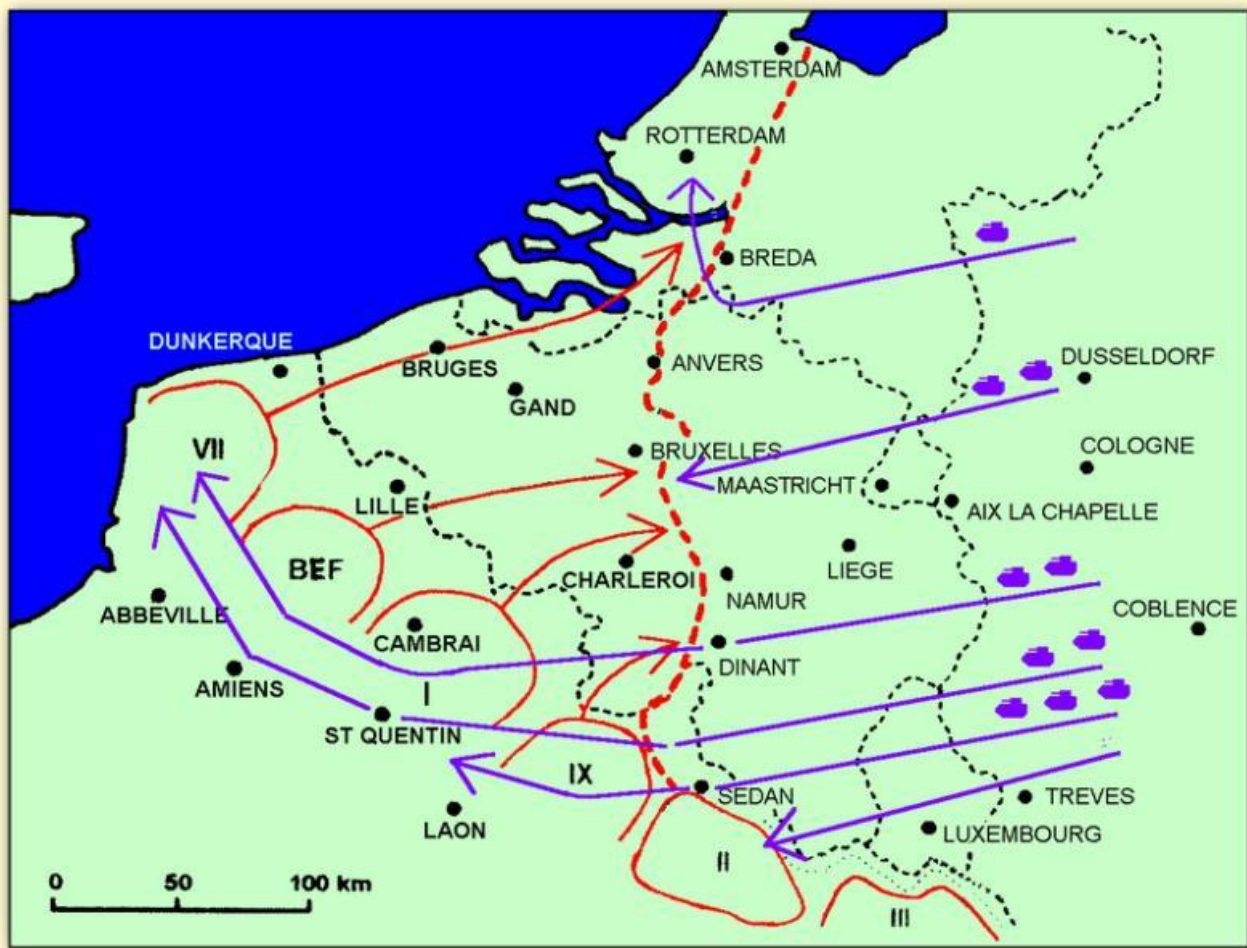 AMSTERDAM
ROTTERDAM
BREDA
DUNKERQUE
BRUGES
ANVERS
DUSSELDORF
GAND
VII
BRUXELLES
COLOGNE
LILLE
MAASTRICHT
AIX LA CHAPELLE
BEF
CHARLEROI
LIEGE
NAMUR
ABBEVILLE
COBLENCE
CAMBRAI
DINANT
AMIENS
I
ST QUENTIN
IX
SEDAN
TREVES
LAON
LUXEMBOURG
II
0 50 100 km
III